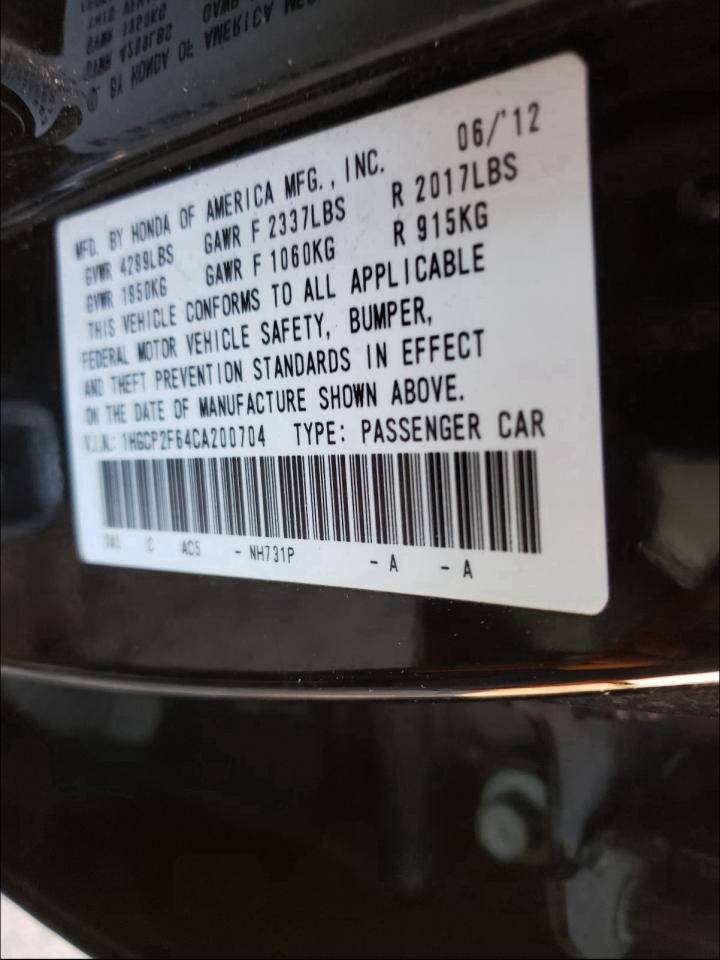 06/'12
MFD. BY HONDA OF AMERICA MFG., INC.
GVWR 4299LBS GAWR F 2337LBS R 2017LBS
GVWR 1950KG GAWR F 1060KG R 915KG
THIS VEHICLE CONFORMS TO ALL APPLICABLE
FEDERAL MOTOR VEHICLE SAFETY, BUMPER,
AND THEFT PREVENTION STANDARDS IN EFFECT
ON THE DATE OF MANUFACTURE SHOWN ABOVE.
V.I.N.: 1HGCP2F64CA200704 TYPE: PASSENGER CAR
C AC5 - NH731P - A - A